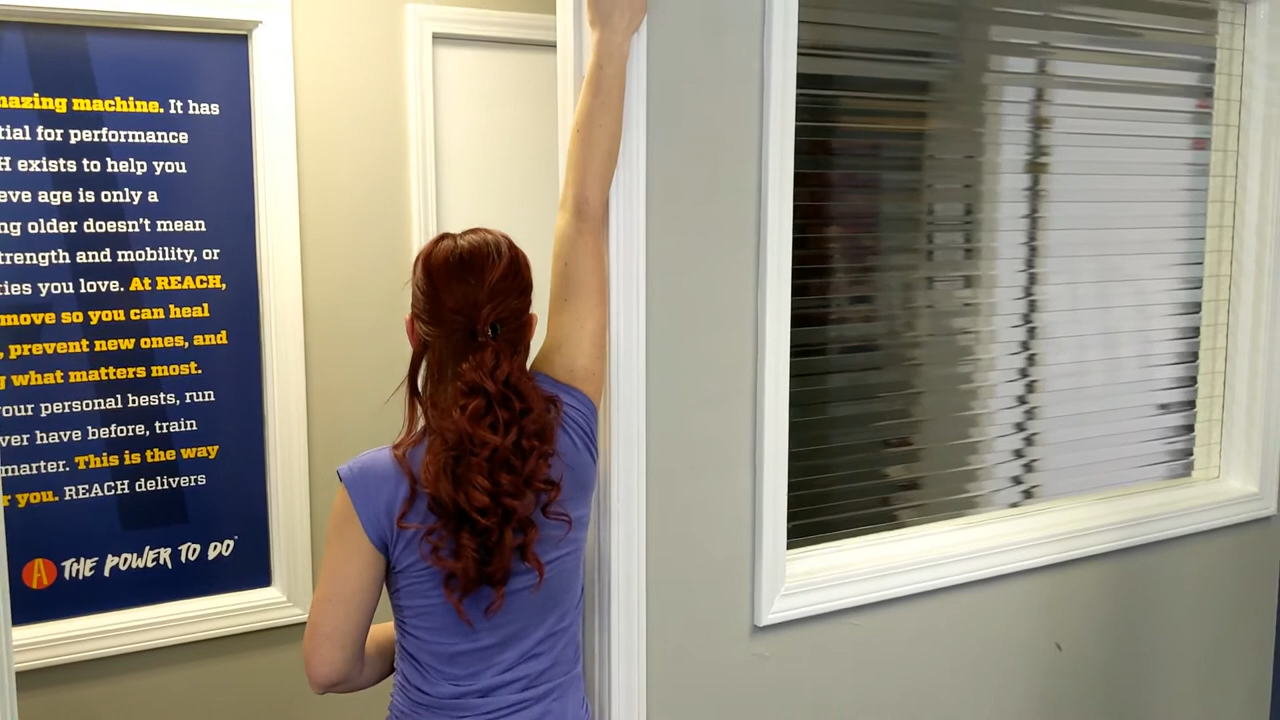 mazing machine. It has
tial for performance
H exists to help you
eve age is only a
ng older doesn't mean
trength and mobility, or
ties you love. At REACH,
move so you can heal
, prevent new ones, and
g what matters most.
our personal bests, run
ver have before, train
marter. This is the way
r you. REACH delivers
THE POWER TO DO™